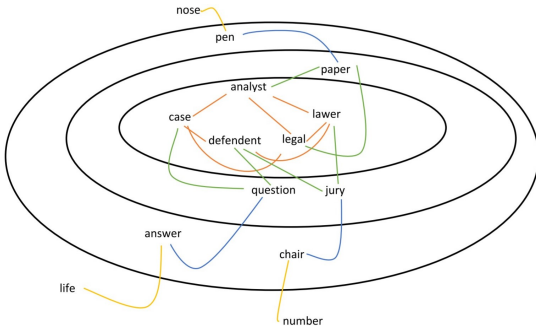 nose
pen
paper
analyst
case
lawer
defendent
legal
question
jury
answer
chair
life
number